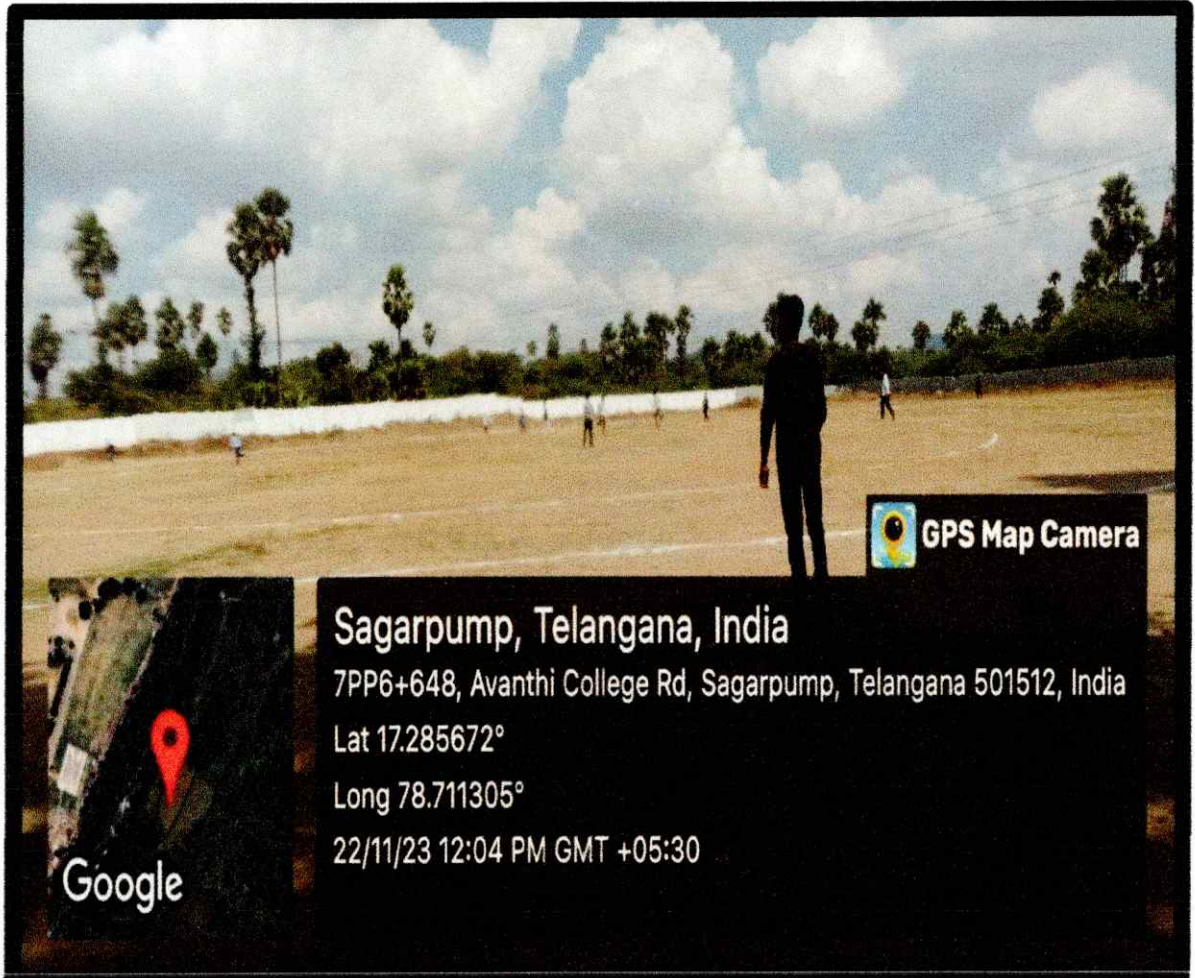 GPS Map Camera
Sagarpump, Telangana, India
7PP6+648, Avanthi College Rd, Sagarpump, Telangana 501512, India
Lat 17.285672°
Long 78.711305°
22/11/23 12:04 PM GMT +05:30
Google